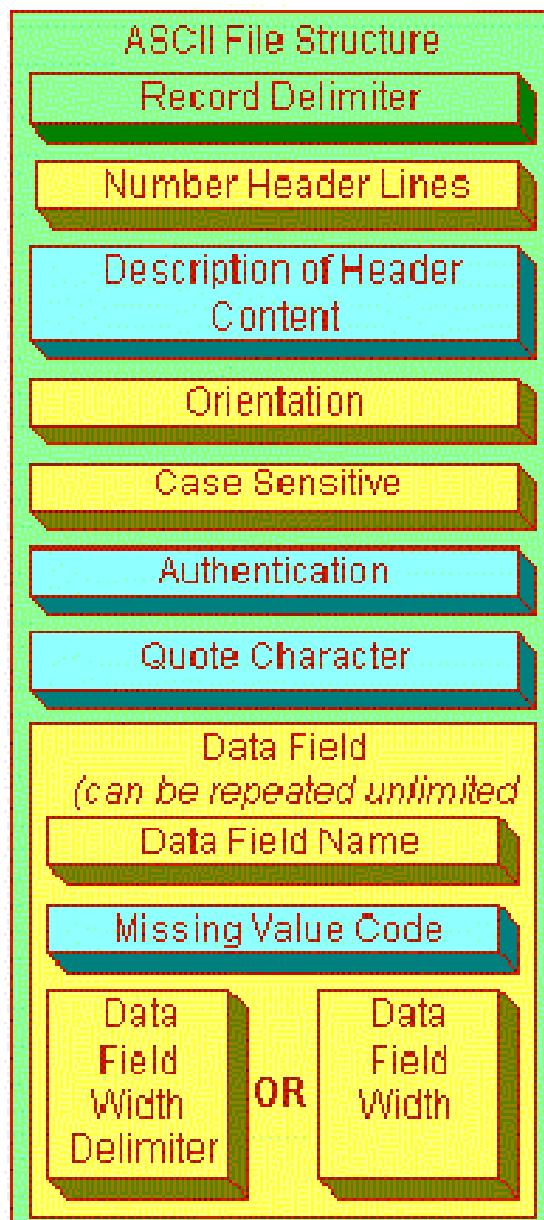 ASCII File Structure
Record Delimiter
Number Header Lines
Description of Header
Content
Orientation
Case Sensitive
Authentication
Quote Character
Data Field
(can be repeated unlimited
Data Field Name
Missing Value Code
Data
Field
Width
Delimiter
OR
Data
Field
Width